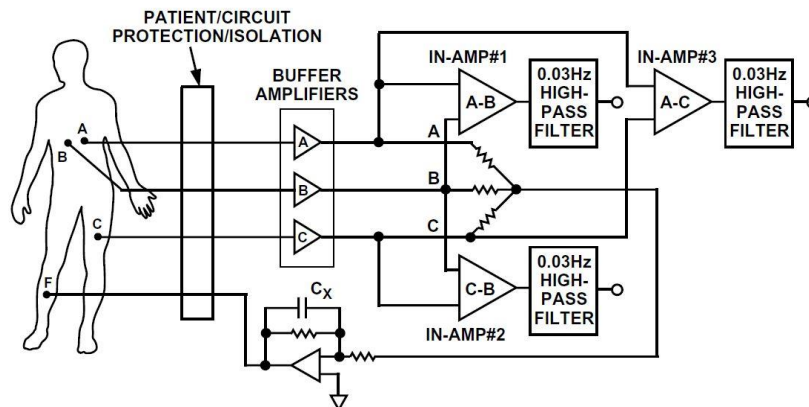 PATIENT/CIRCUIT
PROTECTION/ISOLATION
BUFFER
AMPLIFIERS
IN-AMP#1
IN-AMP#3
A-B
0.03Hz
HIGH-
PASS
FILTER
A-C
0.03Hz
HIGH-
PASS
FILTER
A
B
C
F
A
B
C
A
B
C
C-B
0.03Hz
HIGH-
PASS
FILTER
IN-AMP#2
CX